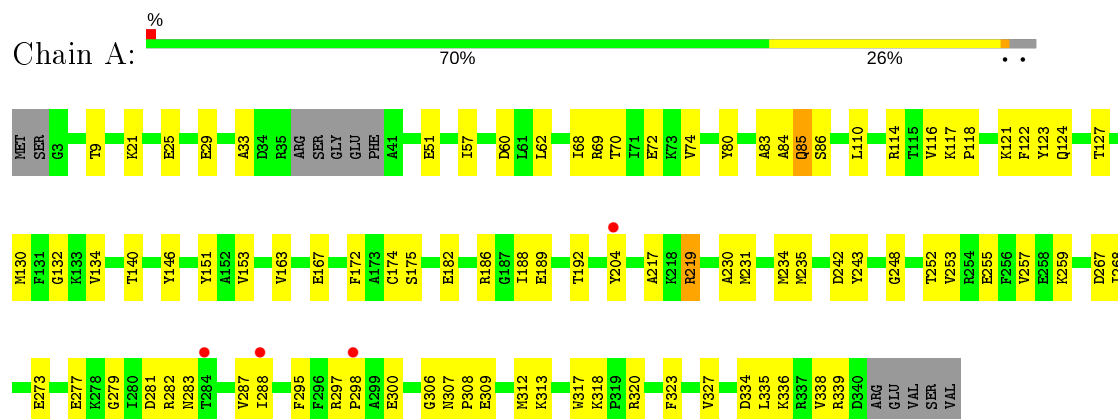 %
Chain A:
70% 26% • •
MET SER G3 T9 K21 E25 E29 A33 D34 R35 ARG SER GLY GLU PHE A41 E51 I57 D60 L61 L62 I68 R69 T70 I71 E72 K73 V74 Y80 A83 A84 Q85 S86 L110 R114 T115 V116 K117 P118 K121 F122 Y123 Q124 T127
M130 F131 G132 K133 V134 T140 Y146 Y151 A152 V153 V163 E167 F172 A173 C174 S175 E182 R186 G187 I188 E189 T192 Y204 A217 K218 R219 A230 M231 M234 M235 D242 Y243 G248 T252 V253 R254 E255 F256 V257 E258 K259 D267 I268
E273 E277 K278 G279 I280 D281 R282 N283 T284 V287 I288 F295 F296 R297 P298 A299 E300 G306 N307 P308 E309 M312 K313 W317 K318 P319 R320 F323 V327 D334 L335 K336 R337 V338 R339 D340 ARG GLU VAL SER VAL